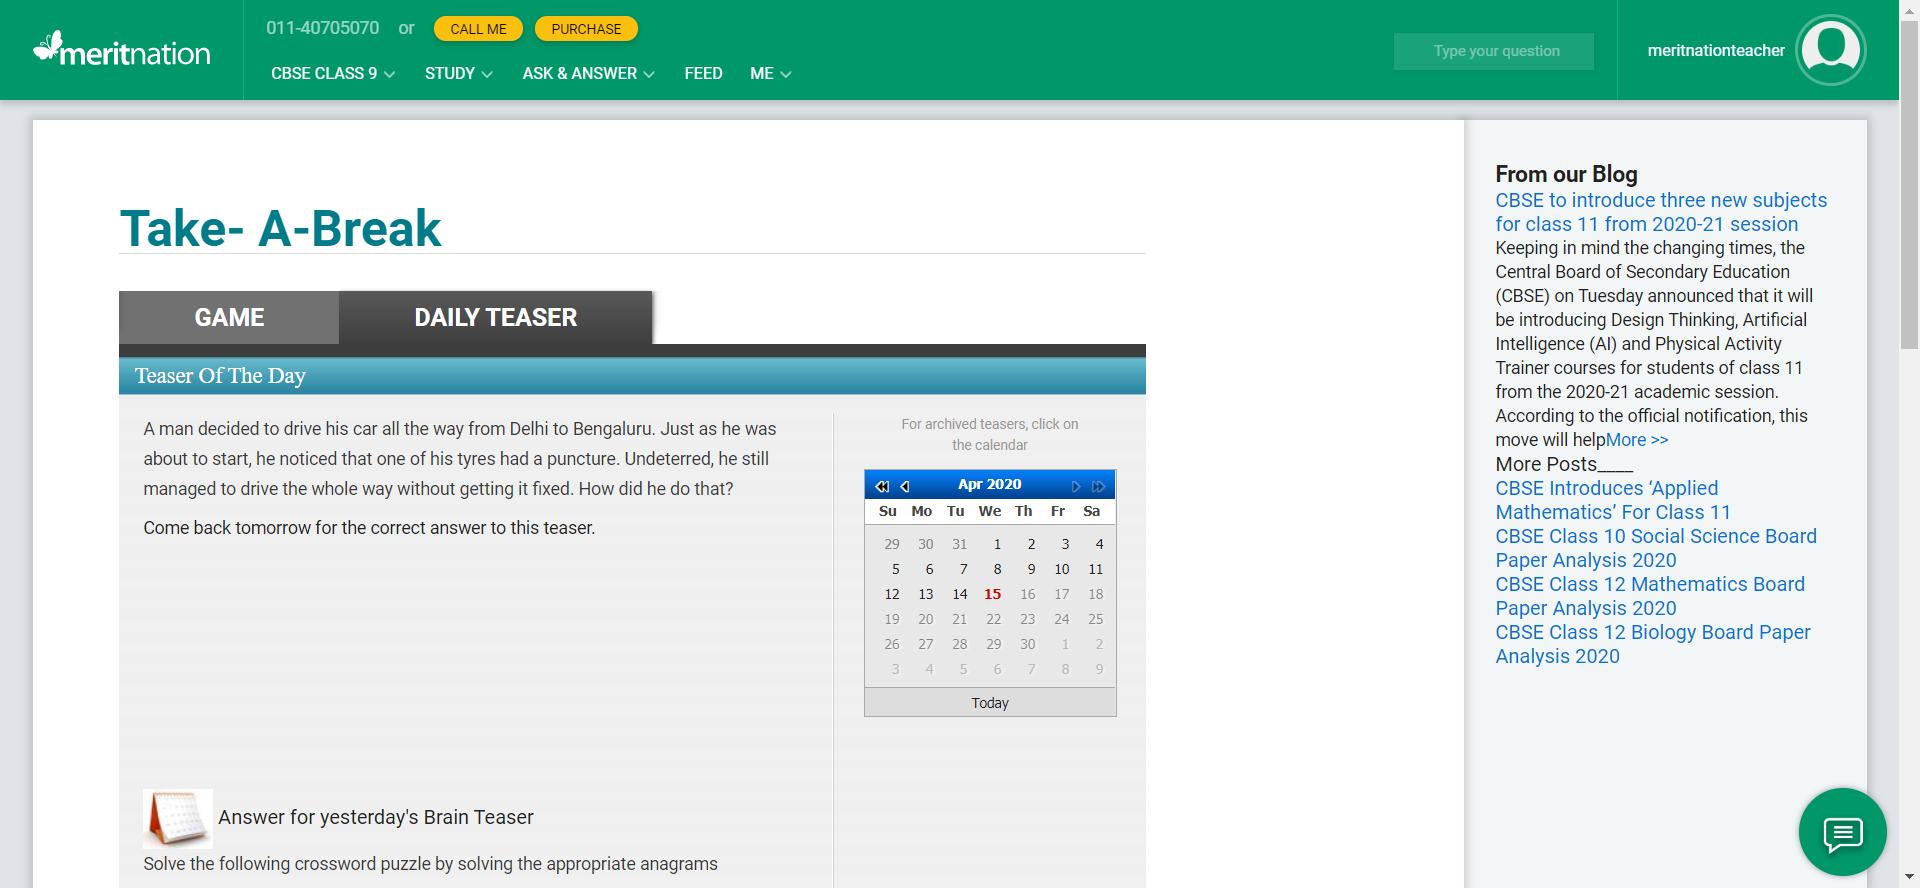 meritnation
011-40705070 or CALL ME PURCHASE
CBSE CLASS 9 STUDY ASK & ANSWER FEED ME
Type your question
meritnationteacher
Take- A-Break
GAME DAILY TEASER
Teaser Of The Day
A man decided to drive his car all the way from Delhi to Bengaluru. Just as he was
about to start, he noticed that one of his tyres had a puncture. Undeterred, he still
managed to drive the whole way without getting it fixed. How did he do that?
Come back tomorrow for the correct answer to this teaser.
For archived teasers, click on
the calendar
Apr 2020
Su Mo Tu We Th Fr Sa
29 30 31 1 2 3 4
5 6 7 8 9 10 11
12 13 14 15 16 17 18
19 20 21 22 23 24 25
26 27 28 29 30 1 2
3 4 5 6 7 8 9
Today
Answer for yesterday's Brain Teaser
Solve the following crossword puzzle by solving the appropriate anagrams
From our Blog
CBSE to introduce three new subjects
for class 11 from 2020-21 session
Keeping in mind the changing times, the
Central Board of Secondary Education
(CBSE) on Tuesday announced that it will
be introducing Design Thinking, Artificial
Intelligence (AI) and Physical Activity
Trainer courses for students of class 11
from the 2020-21 academic session.
According to the official notification, this
move will helpMore >>
More Posts____
CBSE Introduces ‘Applied
Mathematics’ For Class 11
CBSE Class 10 Social Science Board
Paper Analysis 2020
CBSE Class 12 Mathematics Board
Paper Analysis 2020
CBSE Class 12 Biology Board Paper
Analysis 2020